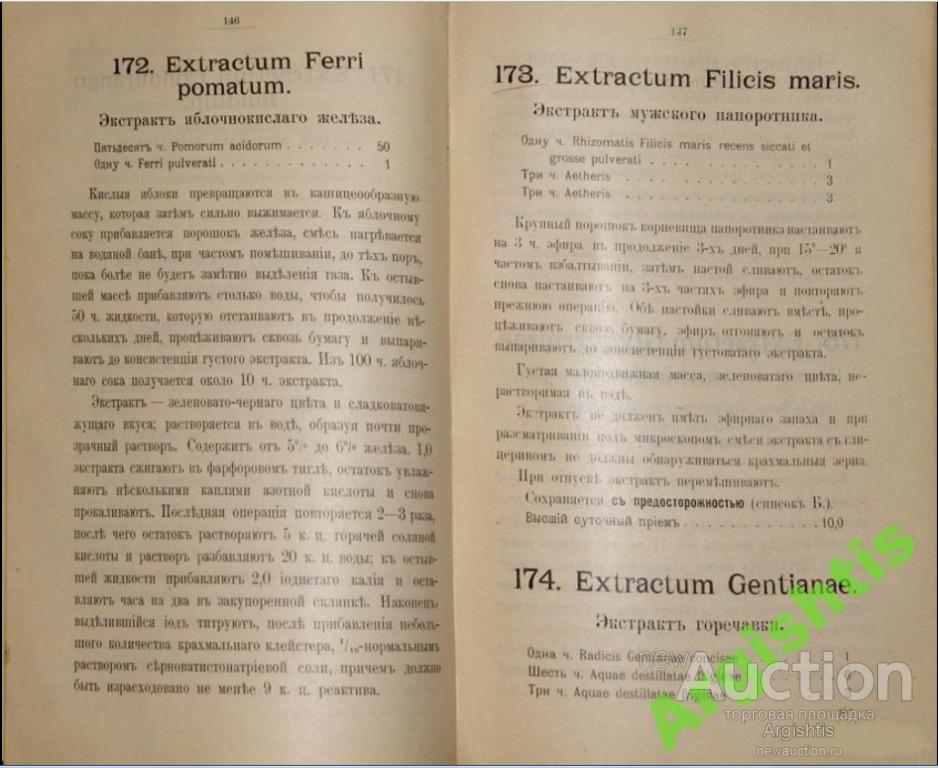 146
172. Extractum Ferri
pomatum.
Экстрактъ яблочнокислаго желѣза.
Пятьдесятъ ч. Pomorum acidorum . . . . . . . 50
Одну ч. Ferri pulverati . . . . . . . . . . . 1
Кислыя яблоки превращаются въ кашицеобразную
массу, которая затѣмъ сильно выжимается. Къ яблочному
соку прибавляется порошокъ желѣза, смѣсь нагрѣвается
на водяной банѣ, при частомъ помѣшиваніи, до тѣхъ поръ,
пока болѣе не будетъ замѣтно выдѣленія газа. Къ остыв-
шей массѣ прибавляютъ столько воды, чтобы получилось
50 ч. жидкости, которую отстаиваютъ въ продолженіе нѣ-
сколькихъ дней, процѣживаютъ сквозь бумагу и выпари-
ваютъ до консистенціи густого экстракта. Изъ 100 ч. яблоч-
наго сока получается около 10 ч. экстракта.
Экстрактъ — зеленовато-чернаго цвѣта и сладковатовя-
жущаго вкуса; растворяется въ водѣ, образуя почти про-
зрачный растворъ. Содержитъ отъ 5% до 6% желѣза. 1,0
экстракта сжигаютъ въ фарфоровомъ тиглѣ, остатокъ увлаж-
няютъ нѣсколькими каплями азотной кислоты и снова
прокаливаютъ. Послѣдняя операція повторяется 2—3 раза,
послѣ чего остатокъ растворяютъ 5 к. ц. горячей соляной
кислоты и растворъ разбавляютъ 20 к. ц. воды; къ остыв-
шей жидкости прибавляютъ 2,0 іодистаго калія и оста-
вляютъ часа на два въ закупоренной склянкѣ. Наконецъ
выдѣлившійся іодъ титруютъ, послѣ прибавленія неболь-
шого количества крахмальнаго клейстера, 1/10-нормальнымъ
растворомъ сѣрноватистонатріевой соли, причемъ должно
быть израсходовано не менѣе 9 к. ц. реактива.
147
173. Extractum Filicis maris.
Экстрактъ мужского папоротника.
Одну ч. Rhizomatis Filicis maris recens siccati et
grosse pulverati . . . . . . . . . . . . 1
Три ч. Aetheris . . . . . . . . . . . . . 3
Три ч. Aetheris . . . . . . . . . . . . . 3
Крупный порошокъ корневища папоротника настаиваютъ
на 3 ч. эфира въ продолженіе 3-хъ дней, при 15°—20° и
частомъ взбалтываніи, затѣмъ настой сливаютъ, остатокъ
снова настаиваютъ на 3-хъ частяхъ эфира и повторяютъ
прежнюю операцію. Обѣ настойки сливаютъ вмѣстѣ, про-
цѣживаютъ сквозь бумагу, эфиръ отгоняютъ и остатокъ
выпариваютъ до консистенціи густоватаго экстракта.
Густая малоподвижная масса, зеленоватаго цвѣта, не-
растворимая въ водѣ.
Экстрактъ не долженъ имѣть эфирнаго запаха и при
разсматриваніи подъ микроскопомъ смѣси экстракта съ гли-
цериномъ не должны обнаруживаться крахмальныя зерна.
При отпускѣ экстрактъ перемѣшиваютъ.
Сохраняется съ предосторожностью (списокъ Б.).
Высшій суточный пріемъ . . . . . . . . . . 10,0
174. Extractum Gentianae.
Экстрактъ горечавки.
Одна ч. Radicis Gentianae concisae . . . 1
Шесть ч. Aquae destillatae frigidae
Три ч. Aquae destillatae frigidae
Argishtis
newAuction
торговая площадка
Argishtis
newauction.ru